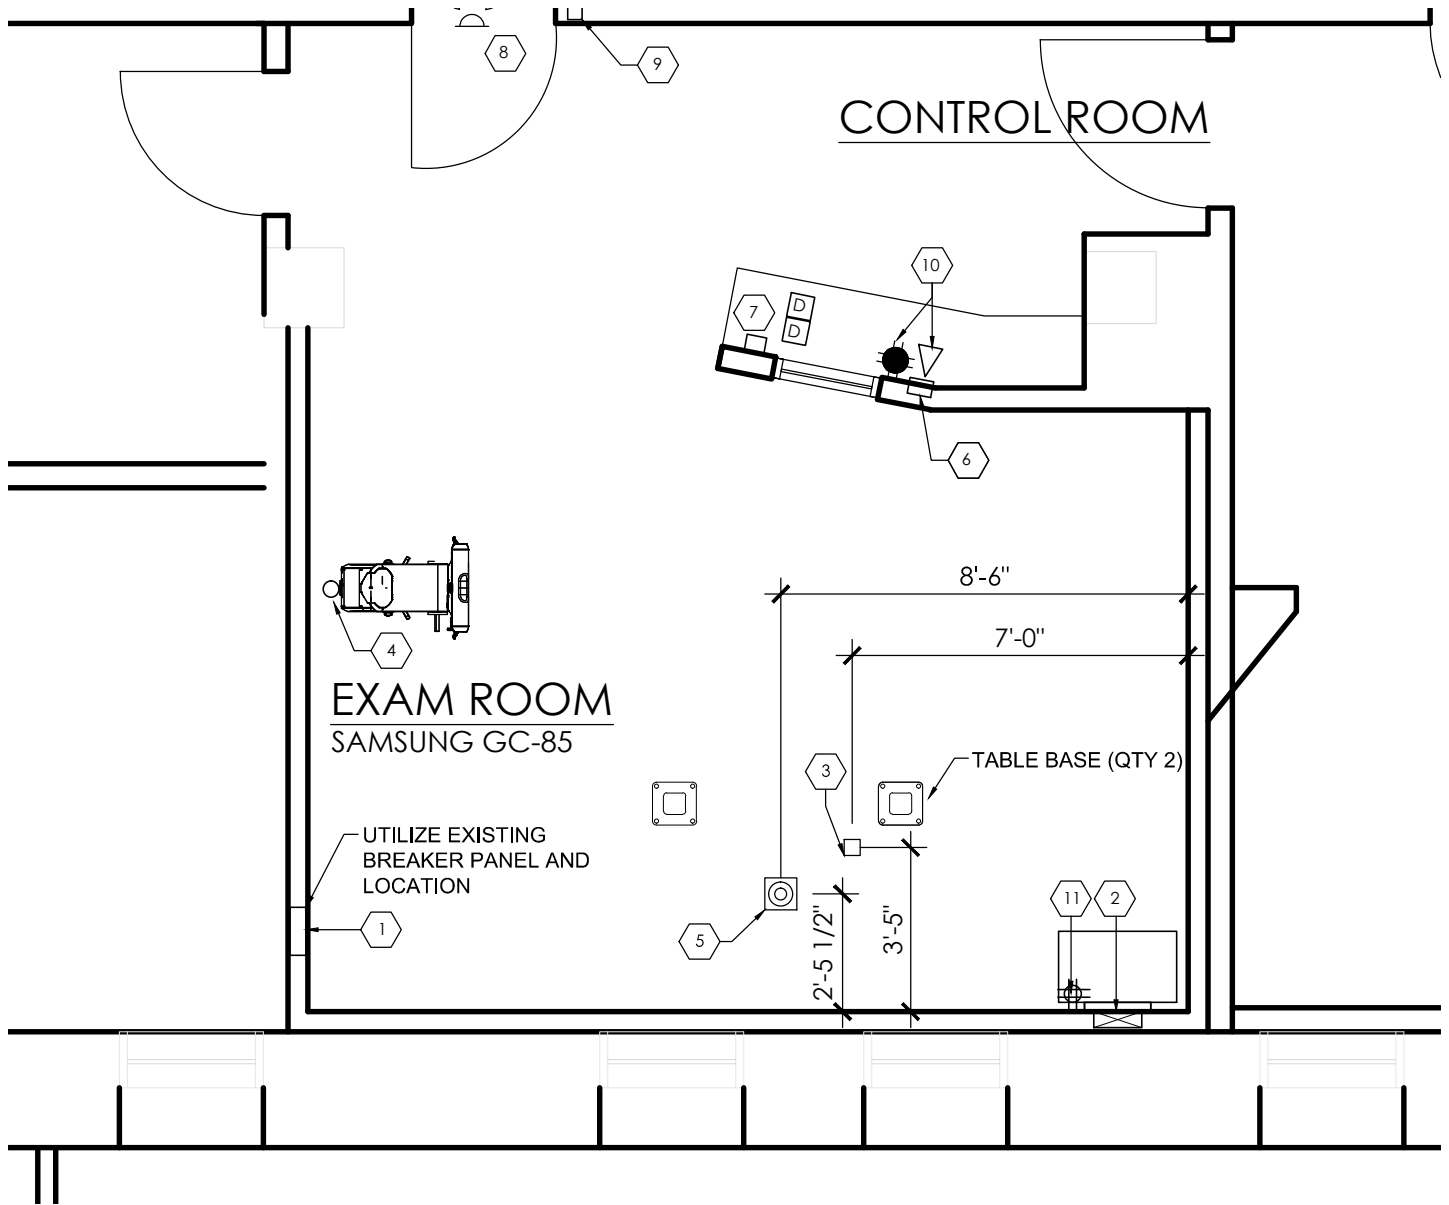 8
9
CONTROL ROOM
10
7
D
D
6
8'-6"
7'-0"
4
EXAM ROOM
SAMSUNG GC-85
3
TABLE BASE (QTY 2)
UTILIZE EXISTING
BREAKER PANEL AND
LOCATION
1
5
2'-5 1/2"
3'-5"
11
2